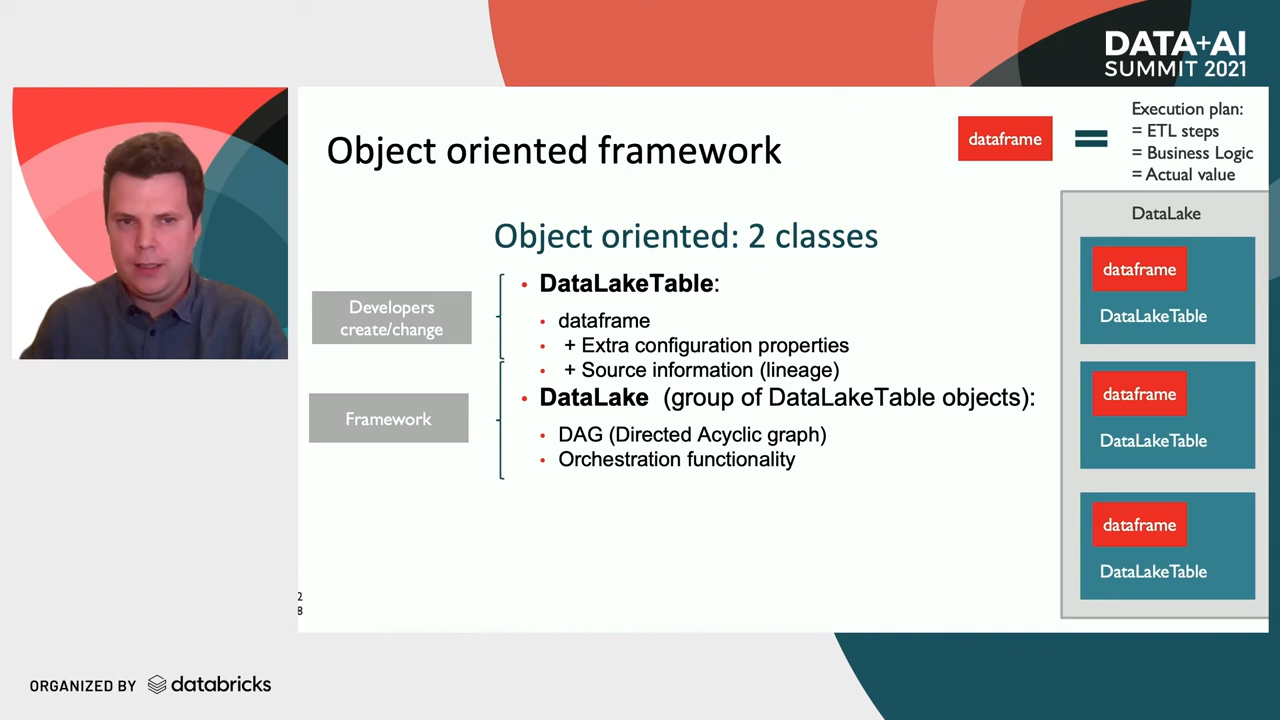 DATA+AI
SUMMIT 2021
Object oriented framework
dataframe
Execution plan:
= ETL steps
= Business Logic
= Actual value
Object oriented: 2 classes
Developers
create/change
• DataLakeTable:
• dataframe
• + Extra configuration properties
• + Source information (lineage)
Framework
• DataLake (group of DataLakeTable objects):
• DAG (Directed Acyclic graph)
• Orchestration functionality
DataLake
dataframe
DataLakeTable
dataframe
DataLakeTable
dataframe
DataLakeTable
2
8
ORGANIZED BY databricks